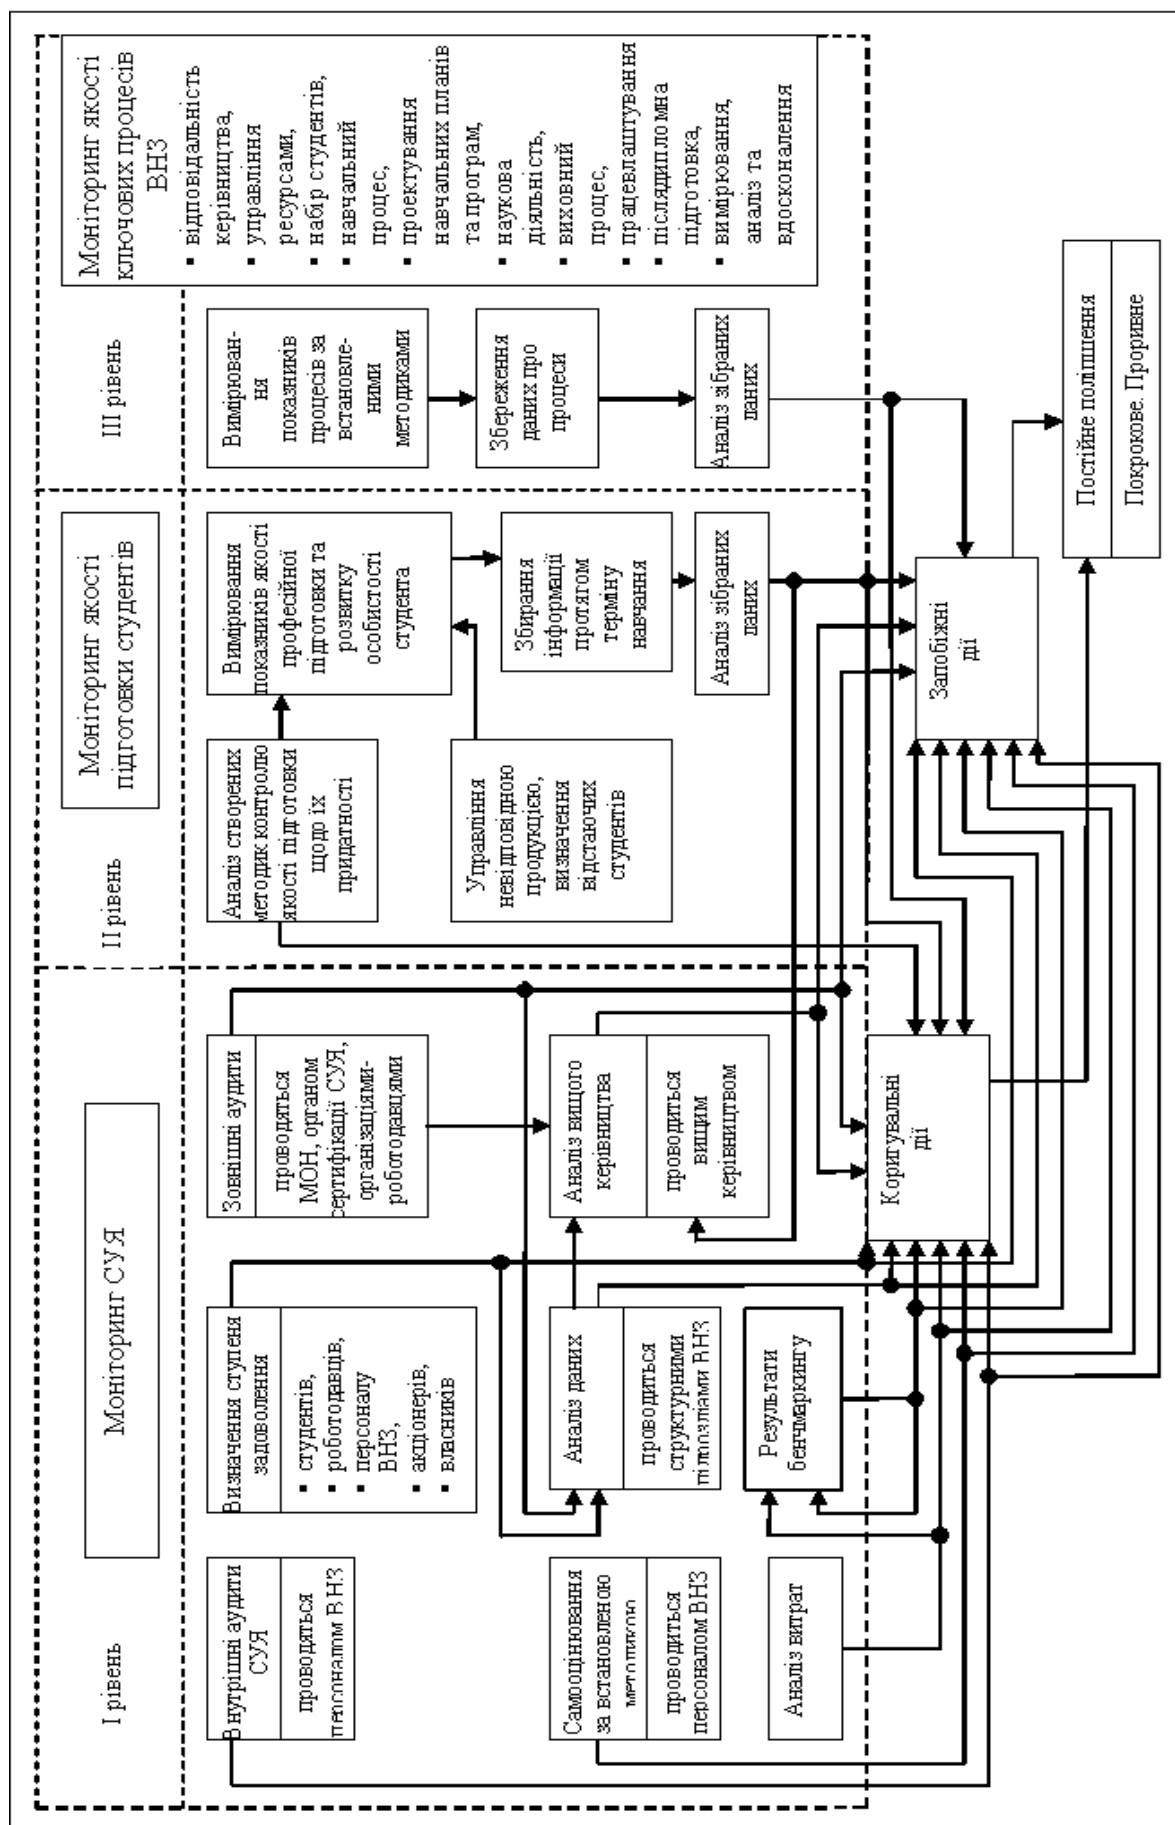 І рівень
Моніторинг СУЯ
Внутрішні аудити
СУЯ
проводяться
персоналом ВНЗ
Визначення ступеня
задоволення
▪ студентів,
▪ роботодавців,
▪ персоналу
ВНЗ,
▪ акціонерів,
▪ власників
Зовнішні аудити
проводяться
МОН, органом
сертифікації СУЯ,
організаціями-
роботодавцями
Самооцінювання
за встановленою
методикою
проводиться
персоналом ВНЗ
Аналіз даних
проводиться
структурними
підрозділами ВНЗ
Аналіз вищого
керівництва
проводиться
вищим
керівництвом
Аналіз витрат
Результати
бенчмаркингу
ІІ рівень
Моніторинг якості
підготовки студентів
Аналіз створених
методик контролю
якості підготовки
щодо їх
придатності
Вимірювання
показників якості
професійної
підготовки та
розвитку
особистості
студента
Управління
невідповідною
продукцією,
визначення
відстаючих
студентів
Збирання
інформації
протягом
терміну
навчання
Аналіз зібраних
даних
ІІІ рівень
Моніторинг якості
ключових процесів
ВНЗ
▪ відповідальність
керівництва,
▪ управління
ресурсами,
▪ набір студентів,
▪ навчальний
процес,
▪ проектування
навчальних планів
та програм,
▪ наукова
діяльність,
▪ виховний
процес,
▪ працевлаштування
▪ післядипломна
підготовка,
▪ вимірювання,
аналіз та
вдосконалення
Вимірюван-
ня
показників
процесів за
встановле-
ними
методиками
Збереження
даних про
процеси
Аналіз зібраних
даних
Коригувальні
дії
Запобіжні
дії
Постійне поліпшення
Покрокове. Проривне